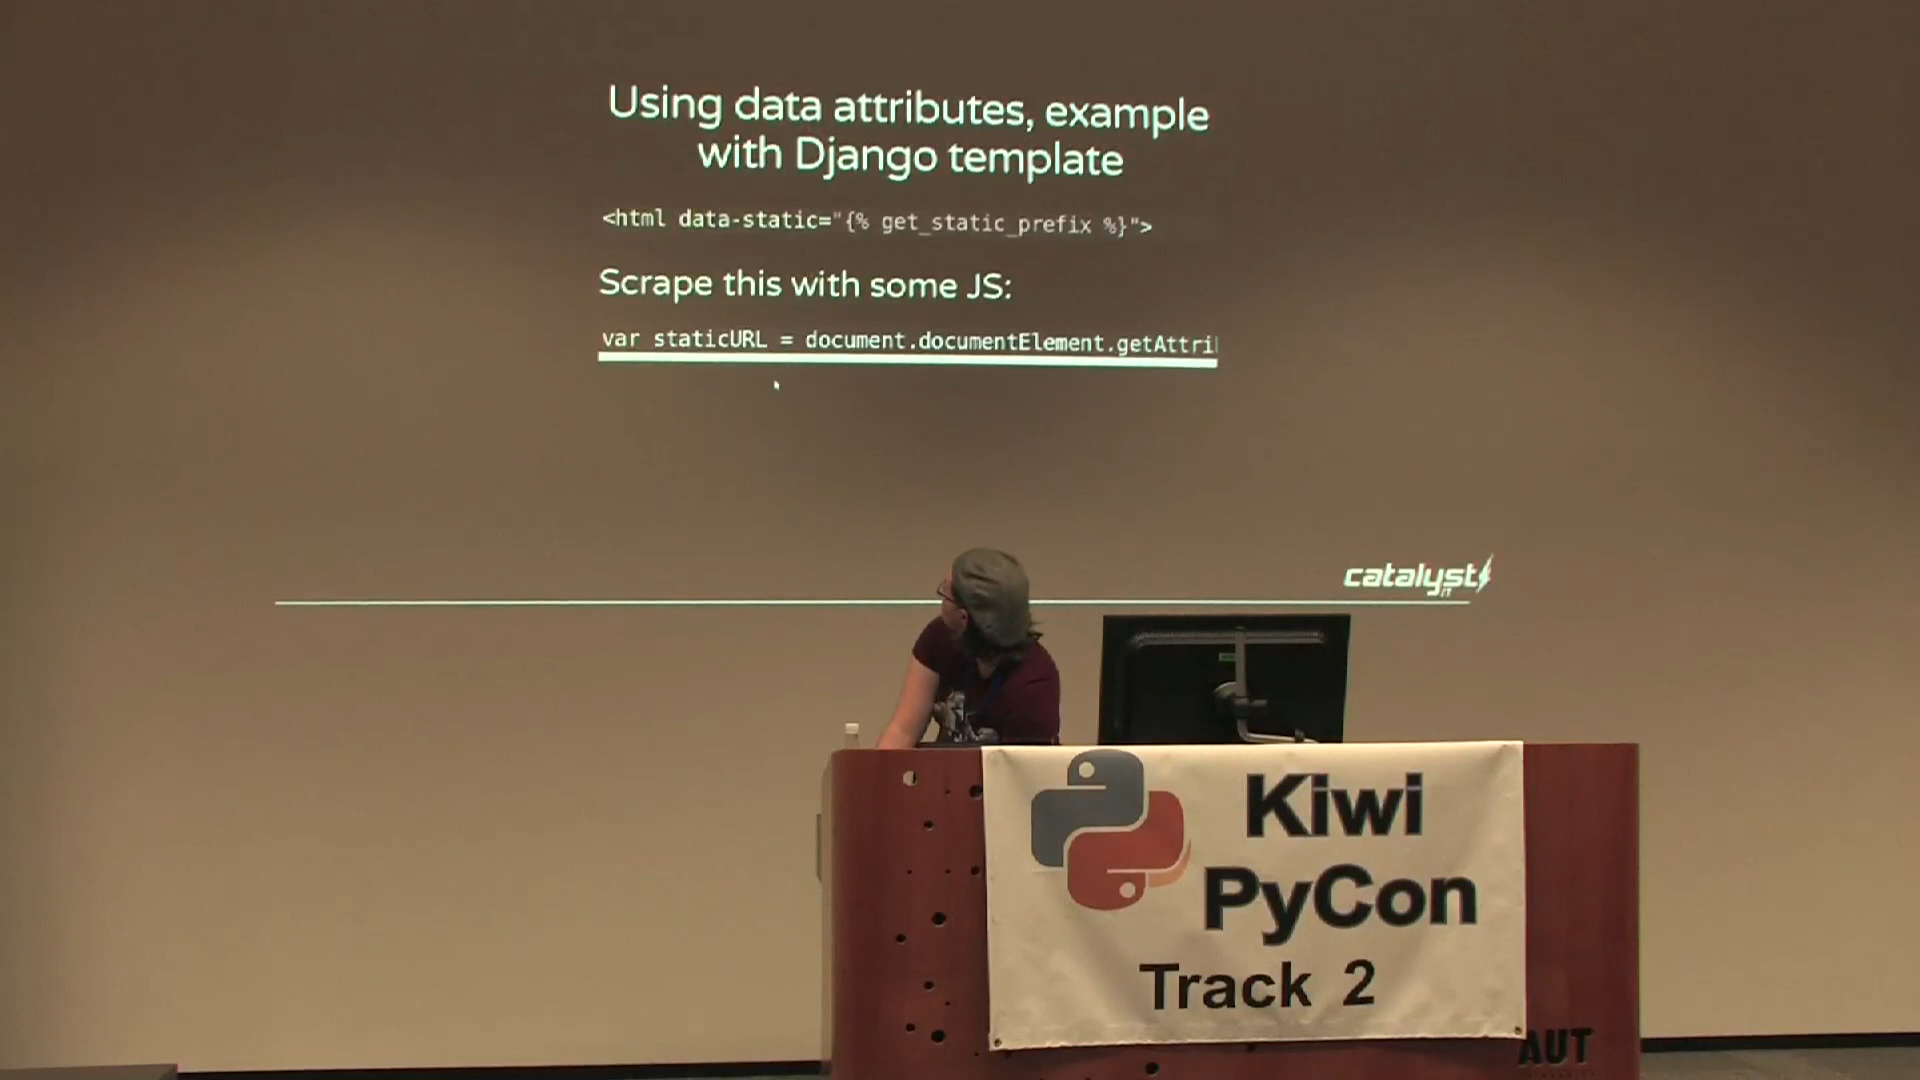 Using data attributes, example
with Django template
<html data-static="{% get_static_prefix %}">
Scrape this with some JS:
var staticURL = document.documentElement.getAttri
catalyst
IT
Kiwi
PyCon
Track 2
AUT